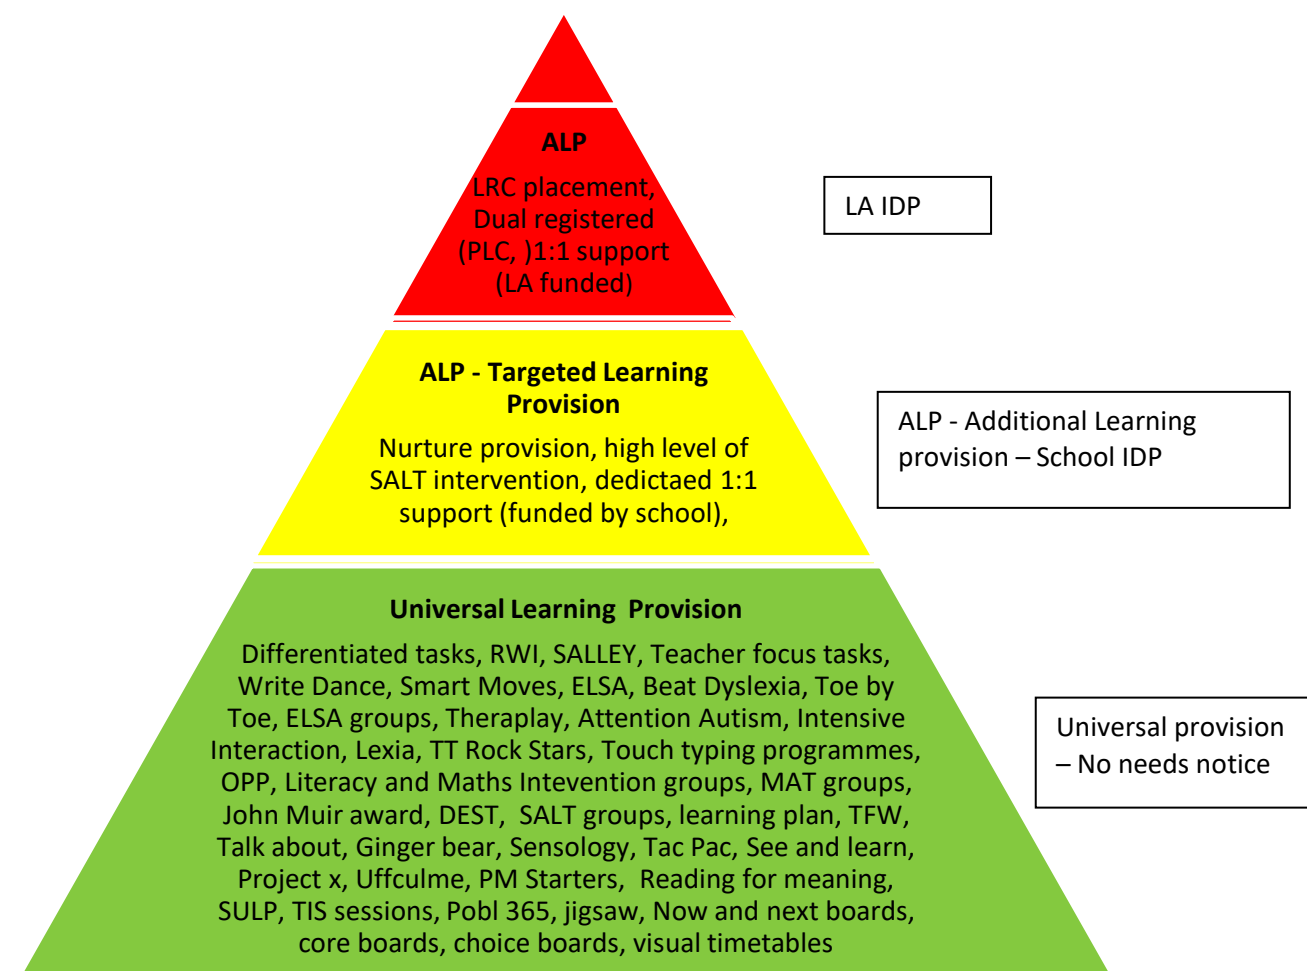 ALP
LRC placement,
Dual registered
(PLC, )1:1 support
(LA funded)
LA IDP
ALP - Targeted Learning
Provision
Nurture provision, high level of
SALT intervention, dedictaed 1:1
support (funded by school),
ALP - Additional Learning
provision – School IDP
Universal Learning  Provision
Differentiated tasks, RWI, SALLEY, Teacher focus tasks,
Write Dance, Smart Moves, ELSA, Beat Dyslexia, Toe by
Toe, ELSA groups, Theraplay, Attention Autism, Intensive
Interaction, Lexia, TT Rock Stars, Touch typing programmes,
OPP, Literacy and Maths Intevention groups, MAT groups,
John Muir award, DEST,  SALT groups, learning plan, TFW,
Talk about, Ginger bear, Sensology, Tac Pac, See and learn,
Project x, Uffculme, PM Starters,  Reading for meaning,
SULP, TIS sessions, Pobl 365, jigsaw, Now and next boards,
core boards, choice boards, visual timetables
Universal provision
– No needs notice